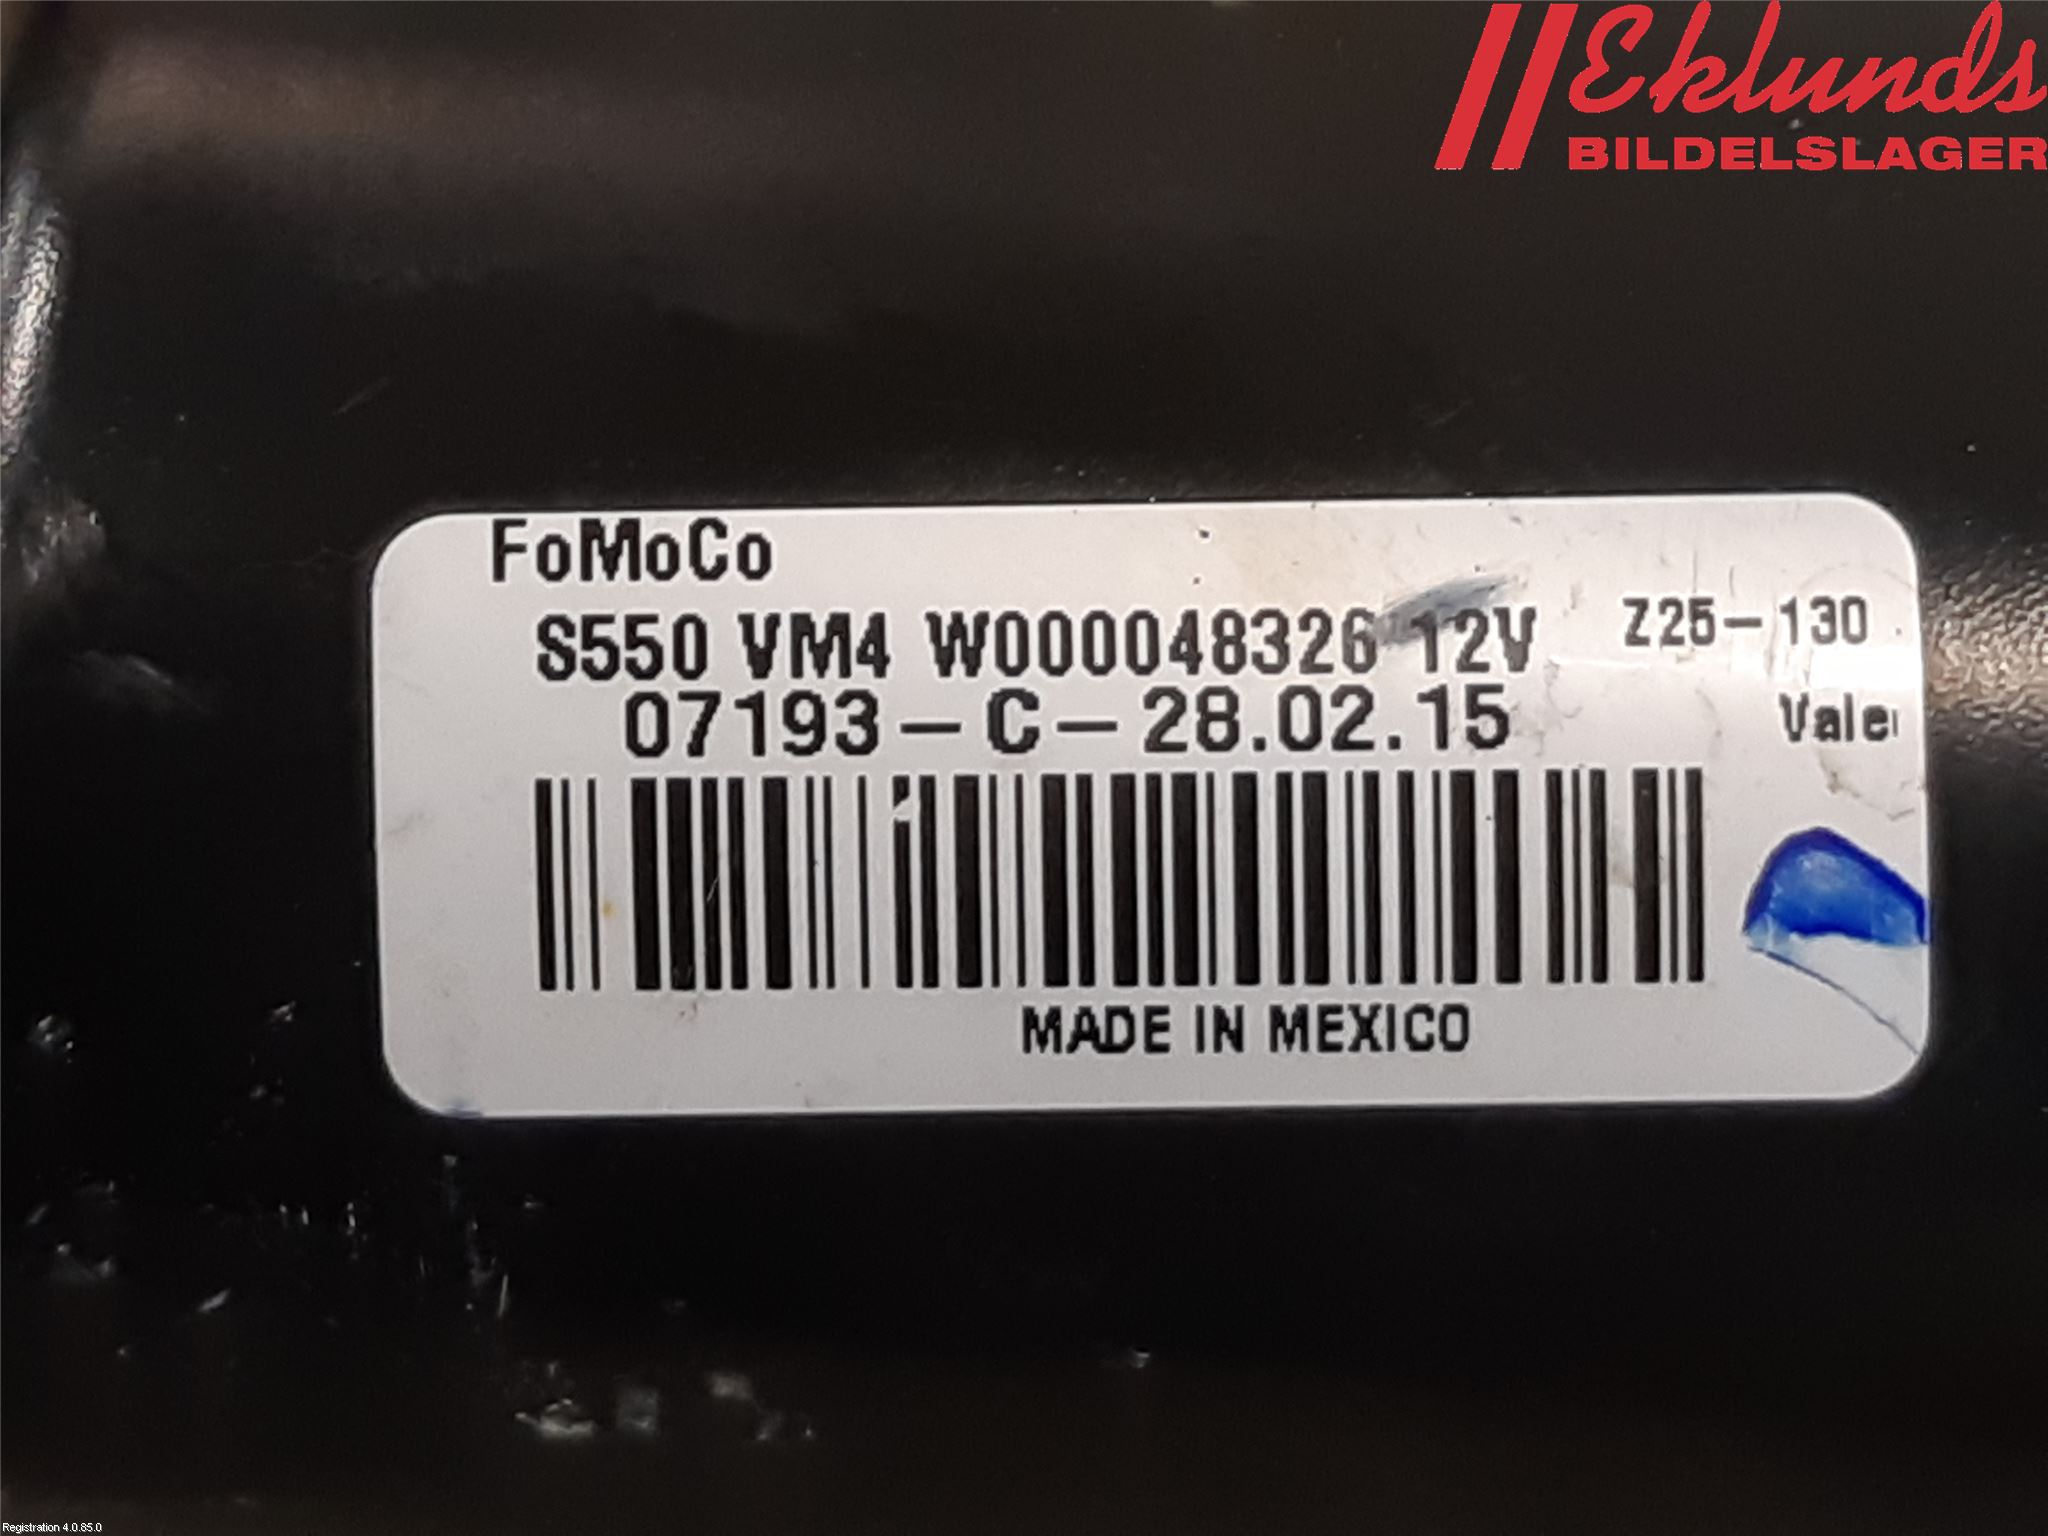 Eklunds
BILDELSLAGER
FoMoCo
S550 VM4 W000048326 12V
Z25-130
07193-C-28.02.15
MADE IN MEXICO
Registration 4.0.85.0